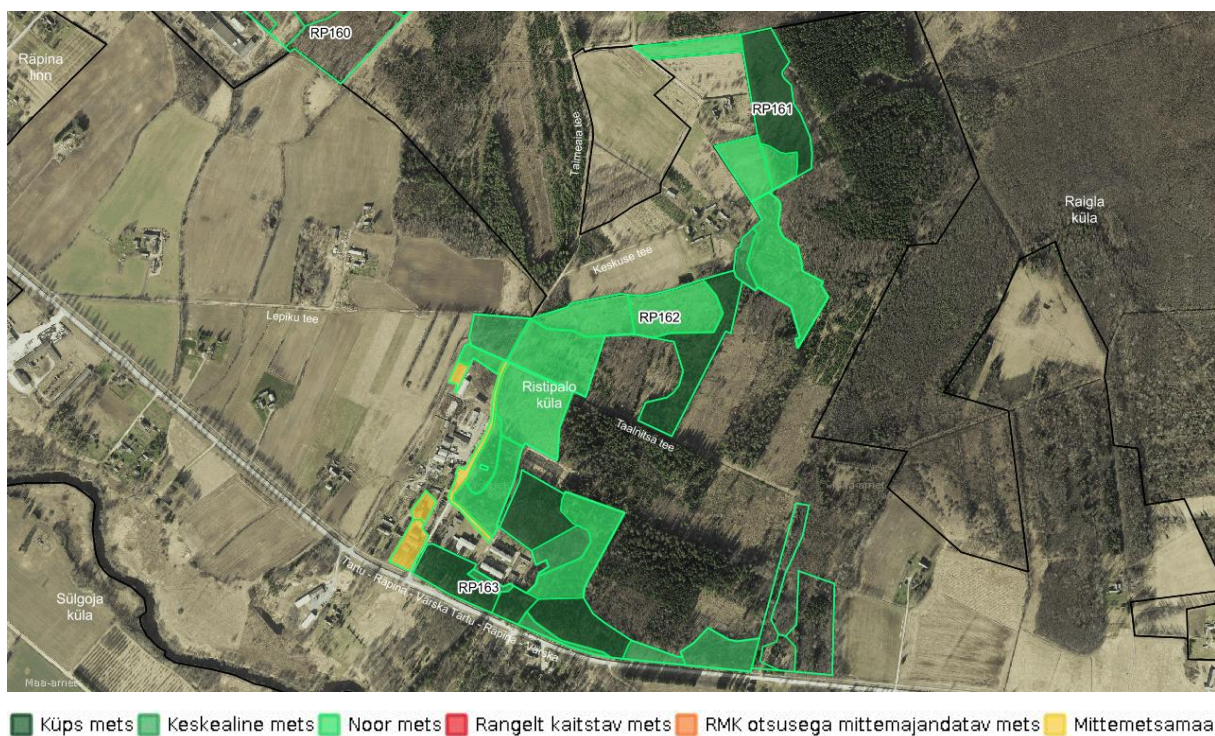 RP160
Räpina
linn
RP161
Talmeaia tee
Raigla
küla
Keskuse tee
Lepiku tee
RP162
Ristipalo
küla
Taalnitsa tee
RP163
Tartu - Räpina - Värska Tartu - Räpina - Värska
Sülgoja
küla
Maa-amet
Küps mets Keskealine mets Noor mets Rangelt kaitstav mets RMK otsusega mittemajandatav mets Mittemetsamaa